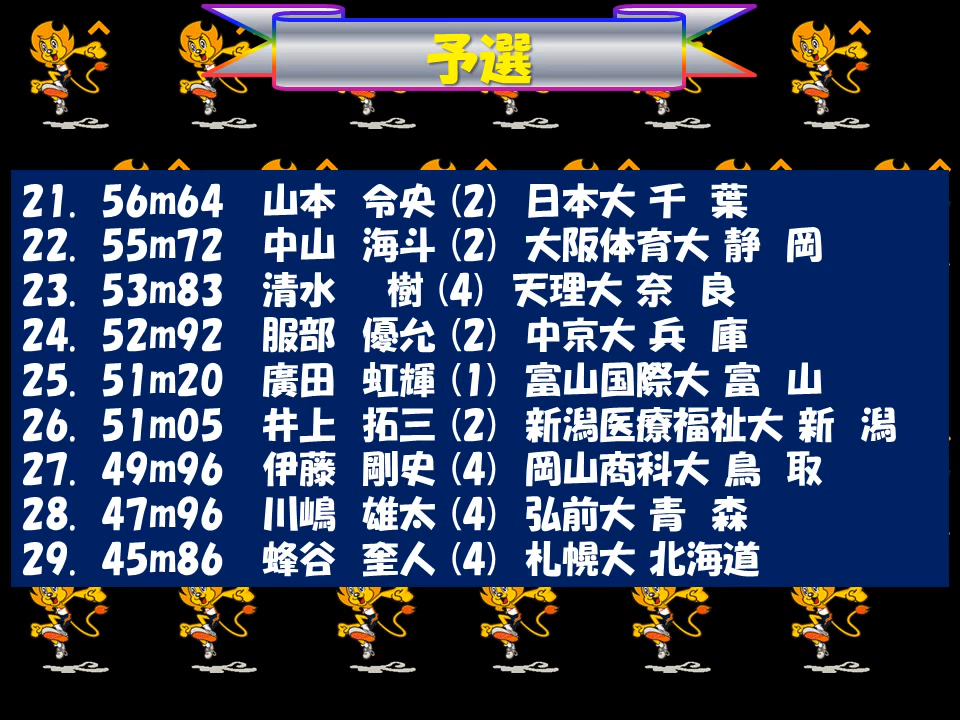 予選
21. 56m64 山本 令央 (2) 日本大 千 葉
22. 55m72 中山 海斗 (2) 大阪体育大 静 岡
23. 53m83 清水 樹 (4) 天理大 奈 良
24. 52m92 服部 優允 (2) 中京大 兵 庫
25. 51m20 廣田 虹輝 (1) 富山国際大 富 山
26. 51m05 井上 拓三 (2) 新潟医療福祉大 新 潟
27. 49m96 伊藤 剛史 (4) 岡山商科大 鳥 取
28. 47m96 川嶋 雄太 (4) 弘前大 青 森
29. 45m86 蜂谷 奎人 (4) 札幌大 北海道